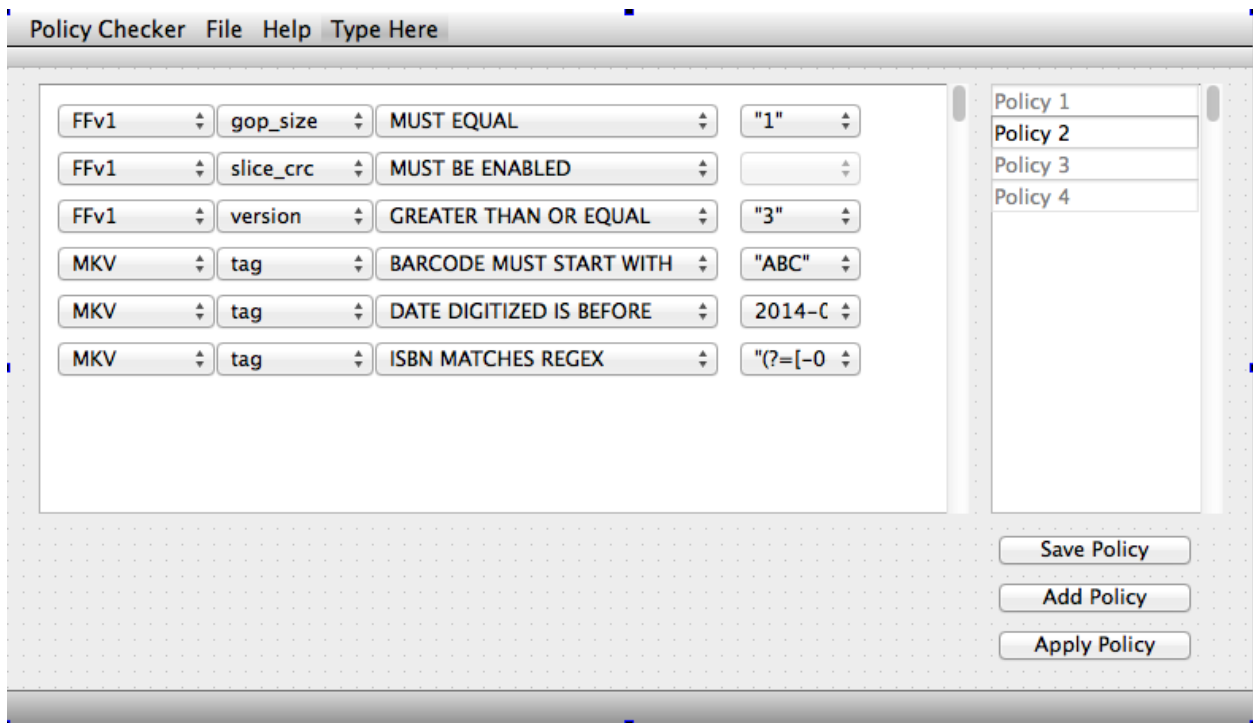 Policy Checker File Help Type Here
FFv1 gop_size MUST EQUAL "1"
FFv1 slice_crc MUST BE ENABLED
FFv1 version GREATER THAN OR EQUAL "3"
MKV tag BARCODE MUST START WITH "ABC"
MKV tag DATE DIGITIZED IS BEFORE 2014-0
MKV tag ISBN MATCHES REGEX "(?=[-0
Policy 1
Policy 2
Policy 3
Policy 4
Save Policy
Add Policy
Apply Policy